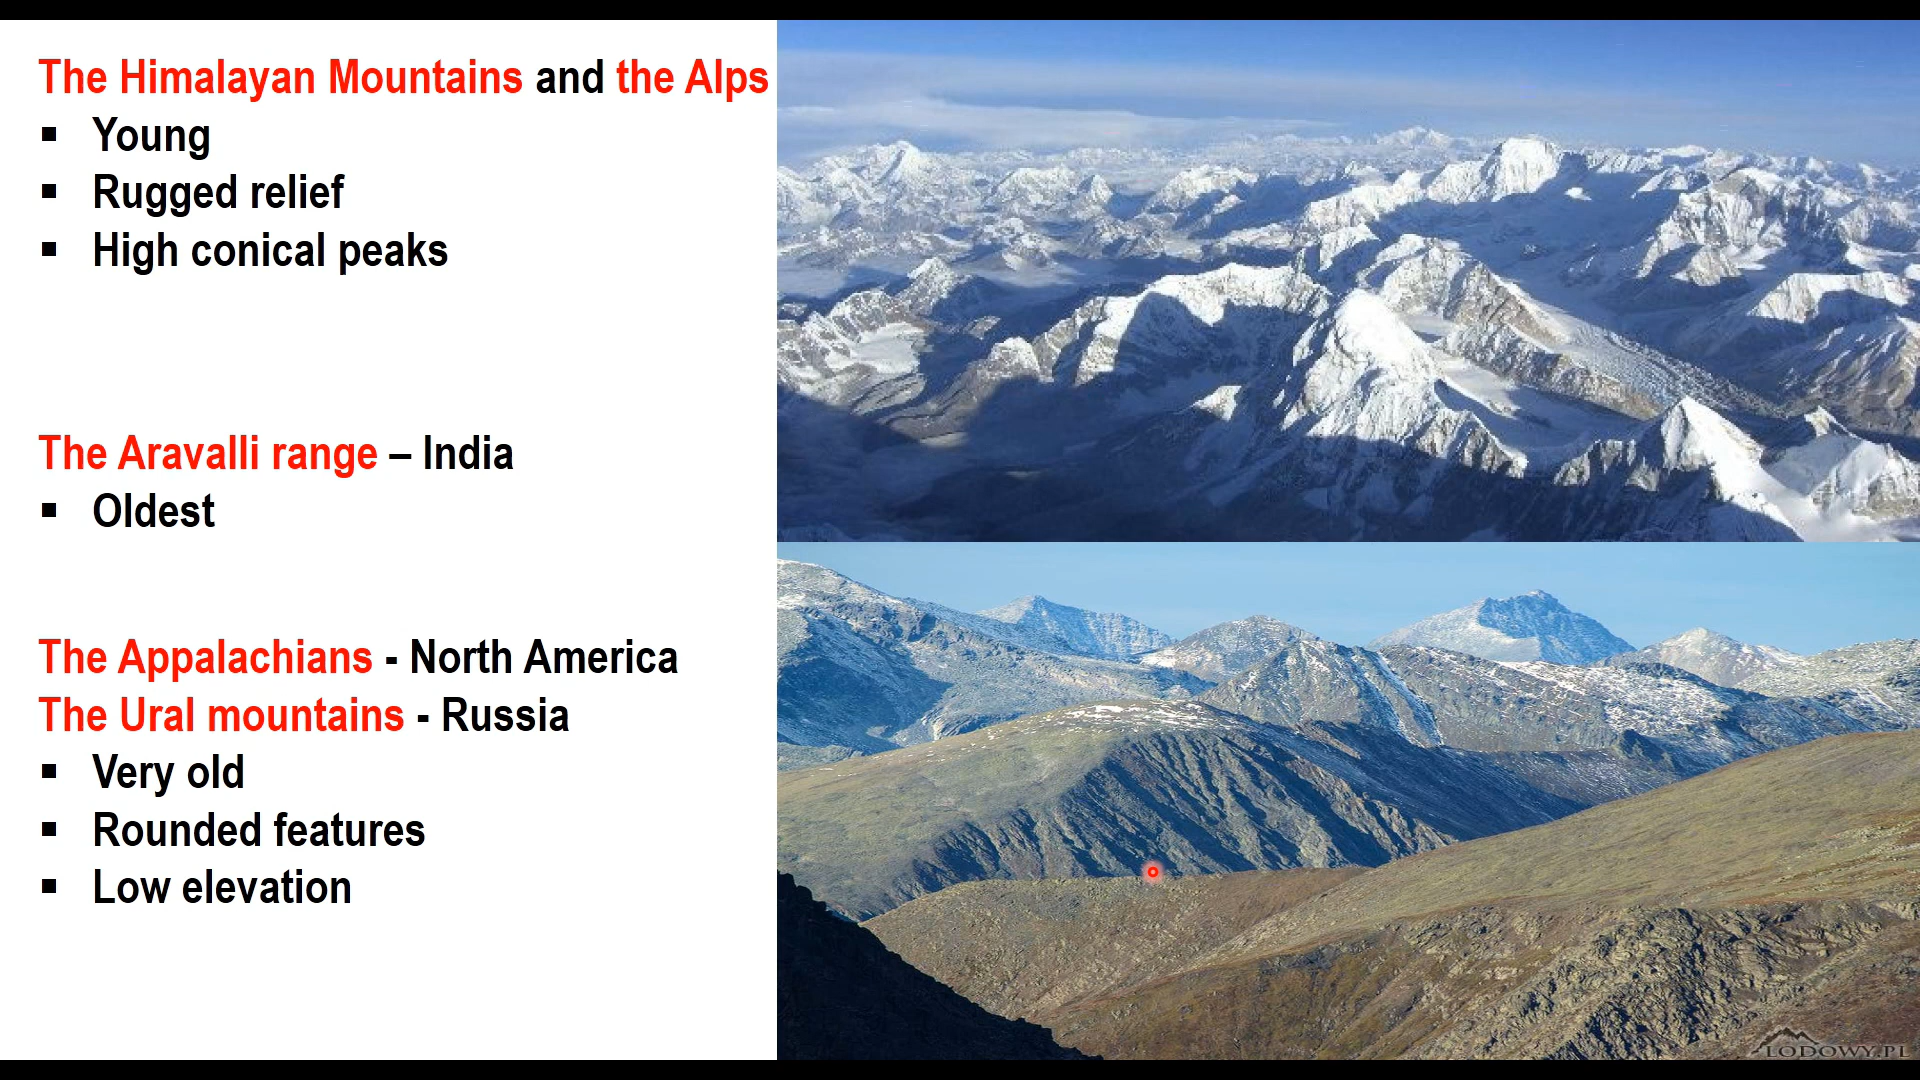 The Himalayan Mountains and the Alps
▪ Young
▪ Rugged relief
▪ High conical peaks
The Aravalli range – India
▪ Oldest
The Appalachians - North America
The Ural mountains - Russia
▪ Very old
▪ Rounded features
▪ Low elevation
LODOWY.PL